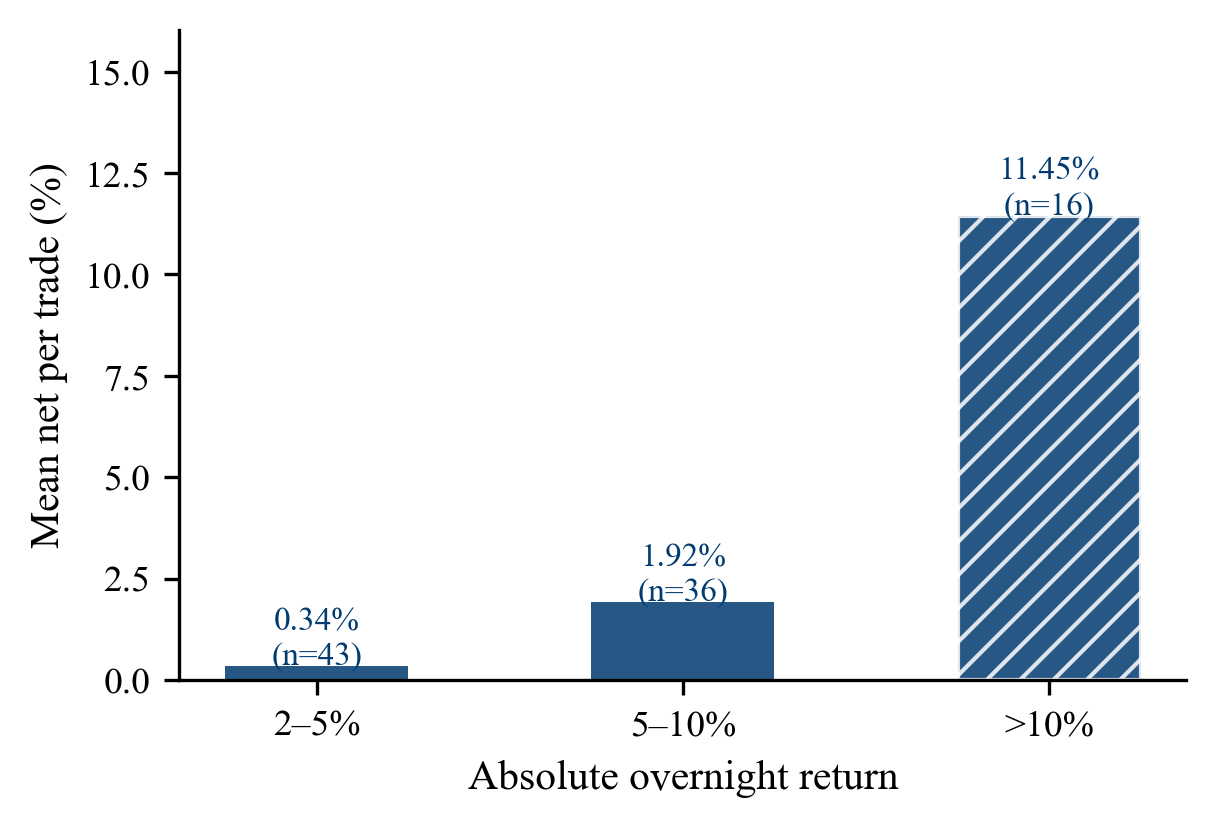 15.0
12.5
10.0
7.5
5.0
2.5
0.0
Mean net per trade (%)
0.34%
(n=43)
1.92%
(n=36)
11.45%
(n=16)
2–5%
5–10%
>10%
Absolute overnight return